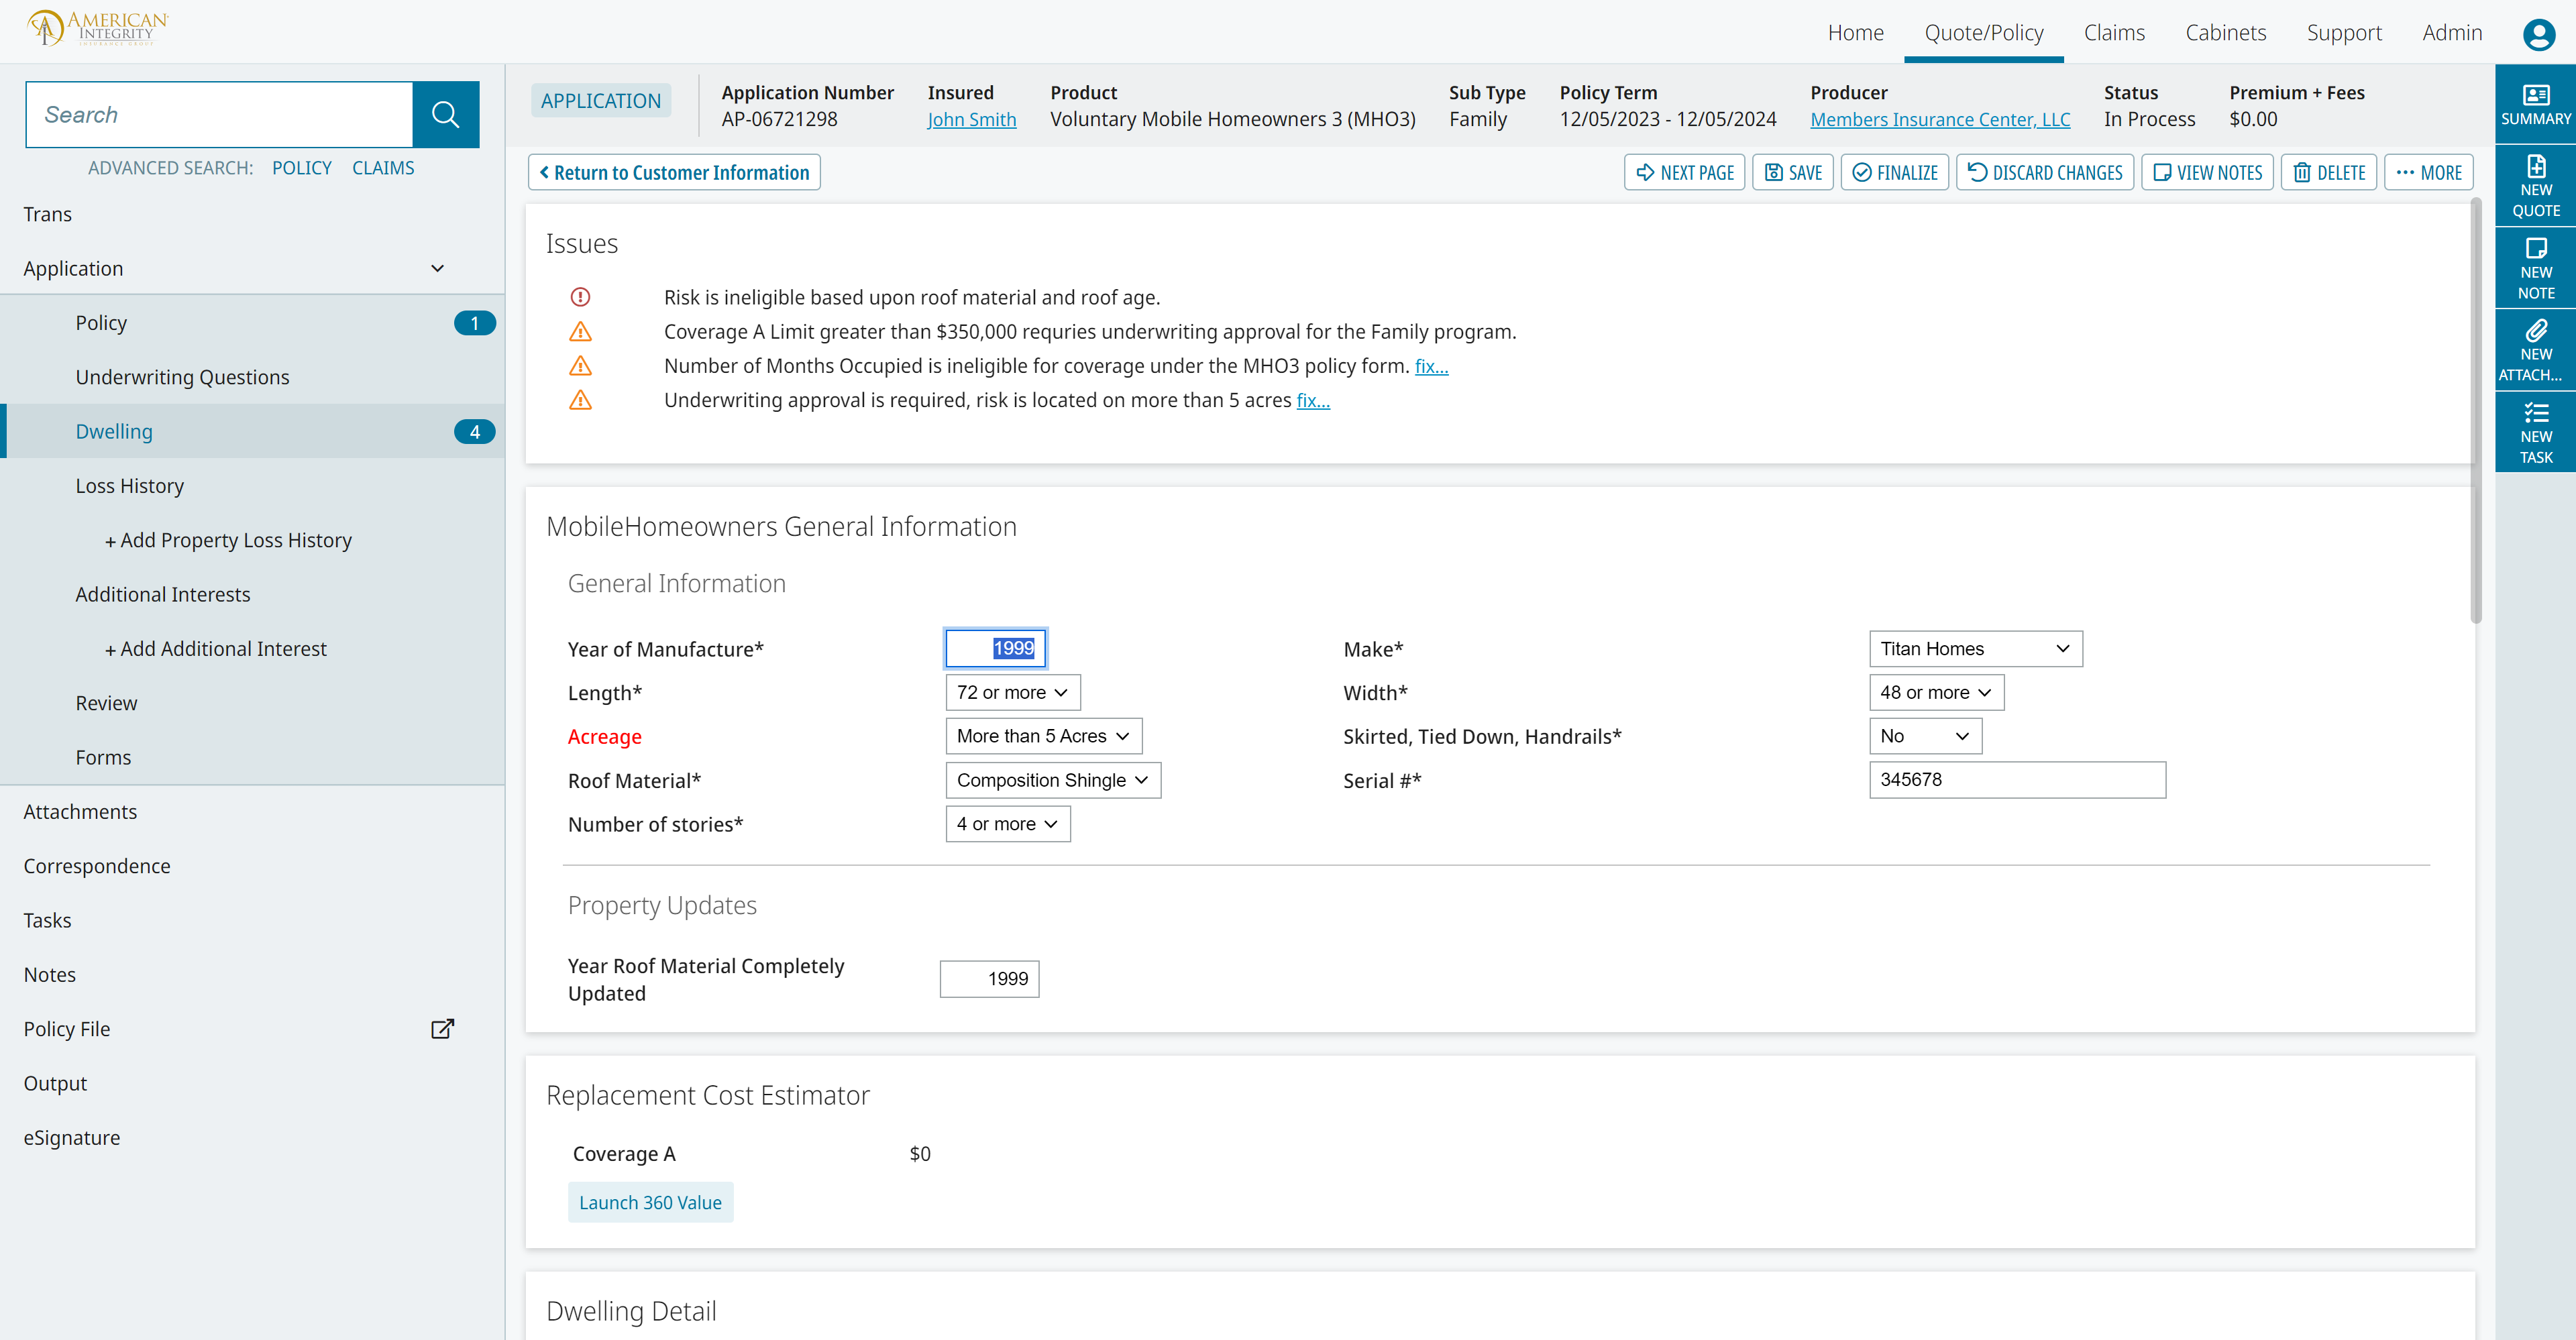 AMERICAN
INTEGRITY
INSURANCE GROUP
Home Quote/Policy Claims Cabinets Support Admin
Search
ADVANCED SEARCH: POLICY CLAIMS
Trans
Application
Policy 1
Underwriting Questions
Dwelling 4
Loss History
+ Add Property Loss History
Additional Interests
+ Add Additional Interest
Review
Forms
Attachments
Correspondence
Tasks
Notes
Policy File
Output
eSignature
APPLICATION
Application Number Insured Product Sub Type Policy Term Producer Status Premium + Fees
AP-06721298 John Smith Voluntary Mobile Homeowners 3 (MHO3) Family 12/05/2023 - 12/05/2024 Members Insurance Center, LLC In Process $0.00
Return to Customer Information
NEXT PAGE SAVE FINALIZE DISCARD CHANGES VIEW NOTES DELETE MORE
Issues
Risk is ineligible based upon roof material and roof age.
Coverage A Limit greater than $350,000 requries underwriting approval for the Family program.
Number of Months Occupied is ineligible for coverage under the MHO3 policy form. fix...
Underwriting approval is required, risk is located on more than 5 acres fix...
MobileHomeowners General Information
General Information
Year of Manufacture* 1999 Make* Titan Homes
Length* 72 or more Width* 48 or more
Acreage More than 5 Acres Skirted, Tied Down, Handrails* No
Roof Material* Composition Shingle Serial #* 345678
Number of stories* 4 or more
Property Updates
Year Roof Material Completely
Updated 1999
Replacement Cost Estimator
Coverage A $0
Launch 360 Value
Dwelling Detail
SUMMARY
NEW
QUOTE
NEW
NOTE
NEW
ATTACH...
NEW
TASK